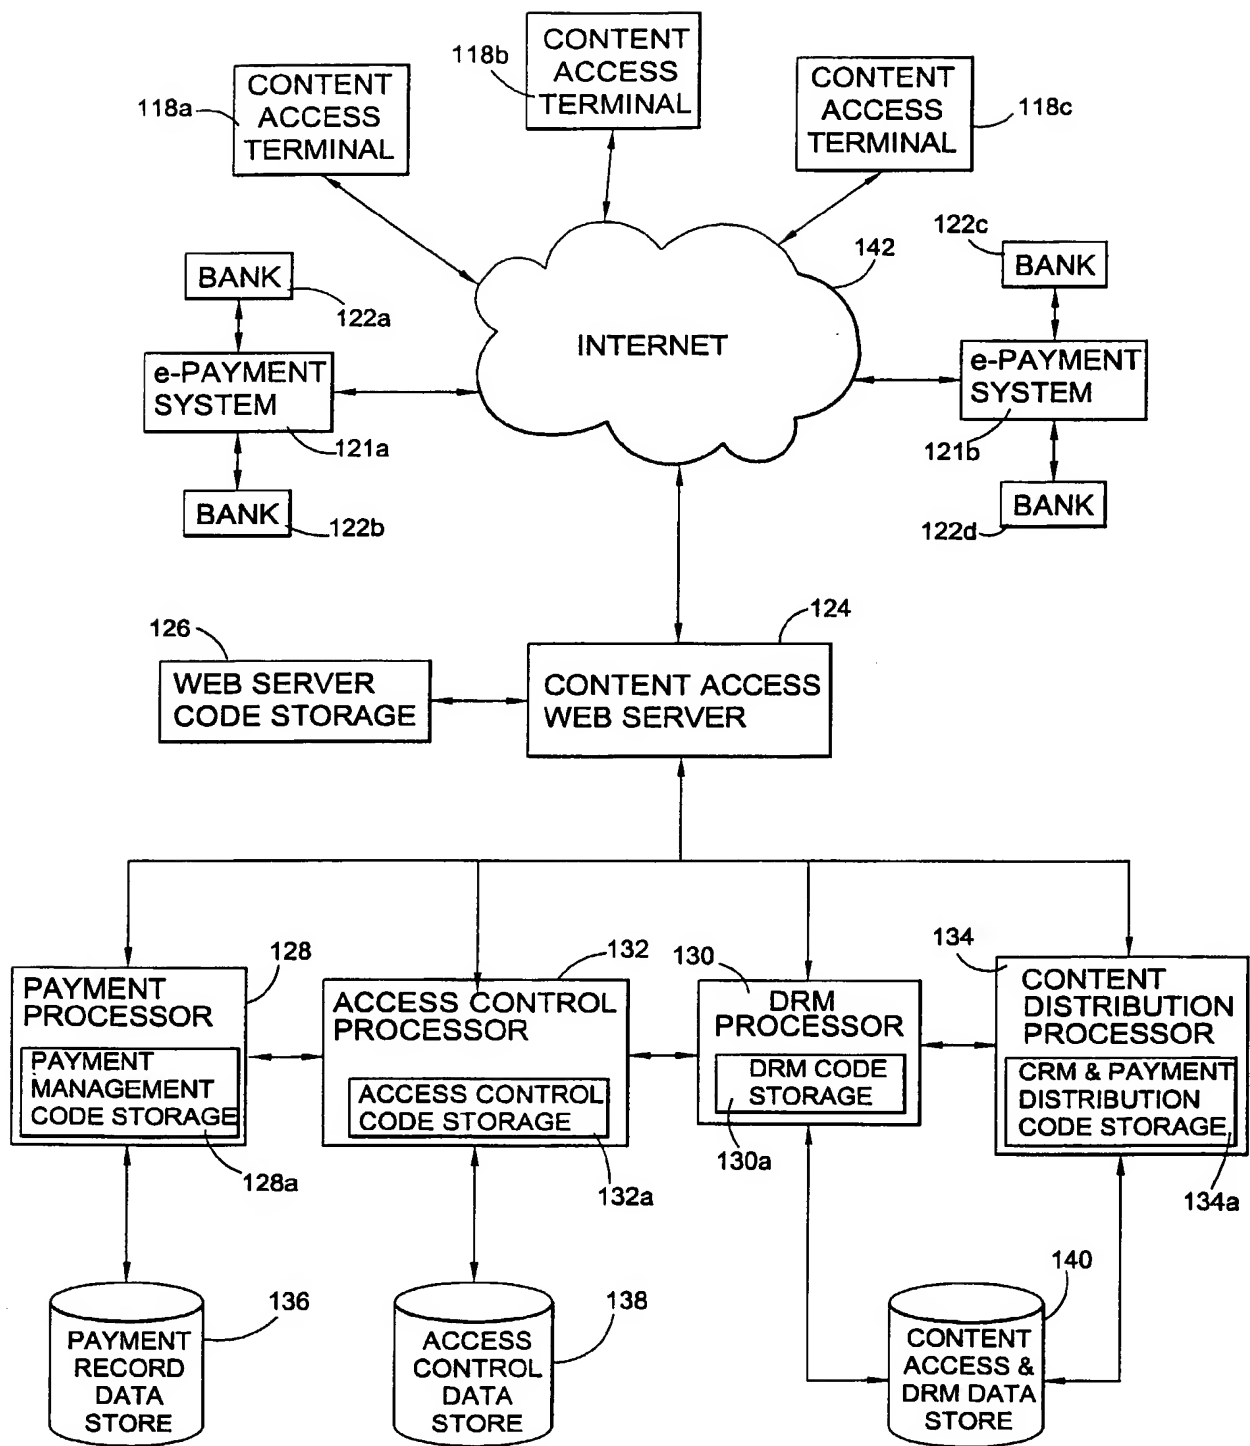 CONTENT
ACCESS
TERMINAL
118b
CONTENT
ACCESS
TERMINAL
118a
CONTENT
ACCESS
TERMINAL
118c
122c
142
BANK
122a
BANK
INTERNET
e-PAYMENT
SYSTEM
121a
e-PAYMENT
SYSTEM
121b
BANK
122b
BANK
122d
124
126
WEB SERVER
CODE STORAGE
CONTENT ACCESS
WEB SERVER
128
132
130
134
PAYMENT
PROCESSOR
PAYMENT
MANAGEMENT
CODE STORAGE
128a
ACCESS CONTROL
PROCESSOR
ACCESS CONTROL
CODE STORAGE
132a
DRM
PROCESSOR
DRM CODE
STORAGE
130a
CONTENT
DISTRIBUTION
PROCESSOR
CRM & PAYMENT
DISTRIBUTION
CODE STORAGE
134a
136
PAYMENT
RECORD
DATA
STORE
138
ACCESS
CONTROL
DATA
STORE
140
CONTENT
ACCESS &
DRM DATA
STORE